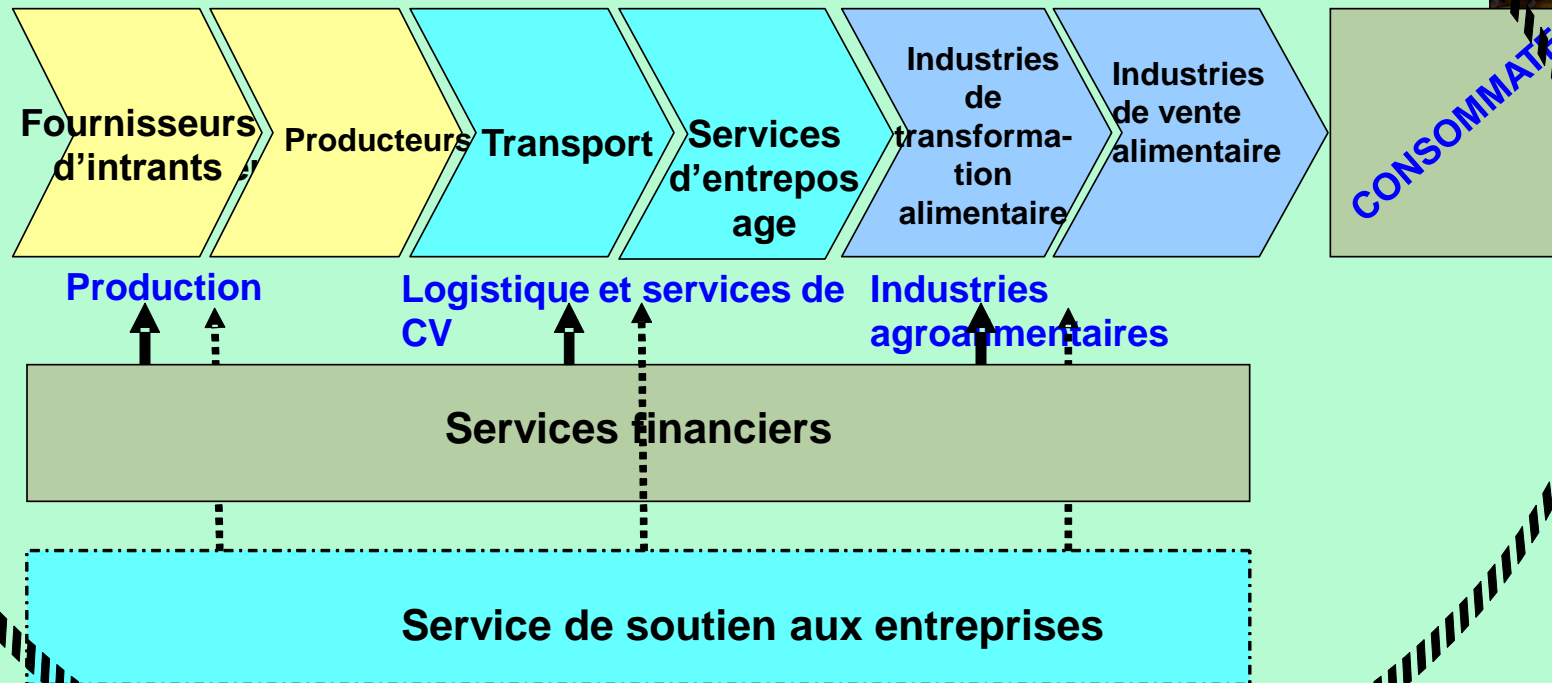 Fournisseurs
d'intrants
Producteurs
Transport
Services
d'entrepos
age
Industries
de
transforma-
tion
alimentaire
Industries
de vente
alimentaire
Production
Logistique et services de
CV
Industries
agroalimentaires
Services financiers
Service de soutien aux entreprises